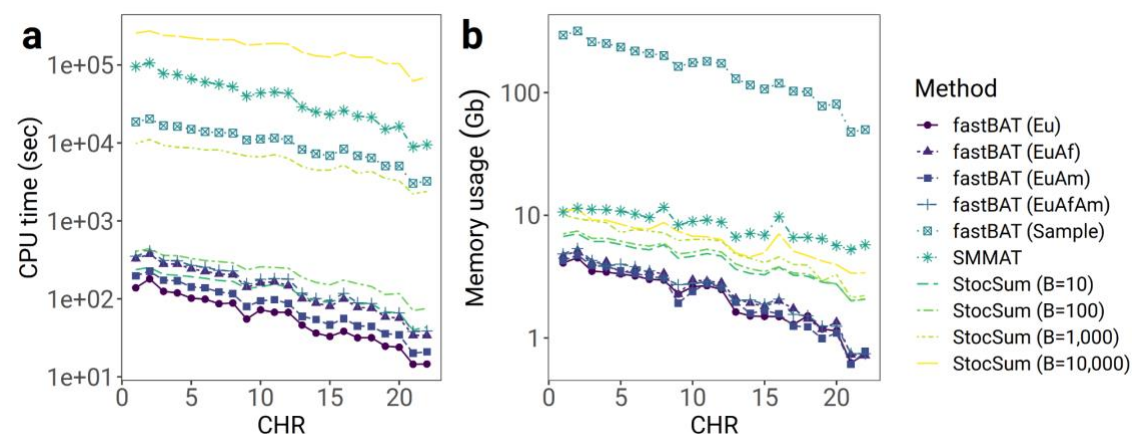 a
CPU time (sec)
1e+05
1e+04
1e+03
1e+02
1e+01
0 5 10 15 20
CHR
b
Memory usage (Gb)
100
10
1
0 5 10 15 20
CHR
Method
fastBAT (Eu)
fastBAT (EuAf)
fastBAT (EuAm)
fastBAT (EuAfAm)
fastBAT (Sample)
SMMAT
StocSum (B=10)
StocSum (B=100)
StocSum (B=1,000)
StocSum (B=10,000)